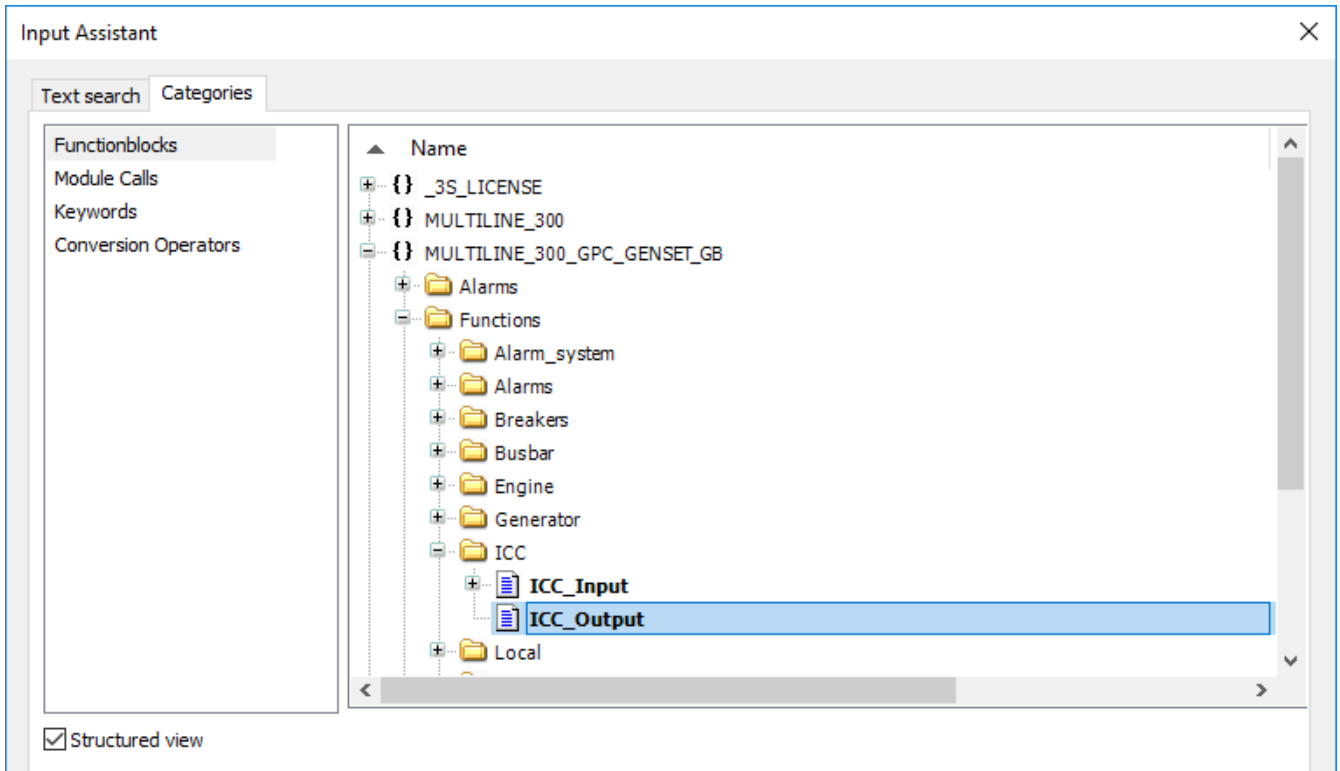 Input Assistant
Text search Categories
Functionblocks
Module Calls
Keywords
Conversion Operators
Name
{} _3S_LICENSE
{} MULTILINE_300
{} MULTILINE_300_GPC_GENSET_GB
Alarms
Functions
Alarm_system
Alarms
Breakers
Busbar
Engine
Generator
ICC
ICC_Input
ICC_Output
Local
Structured view